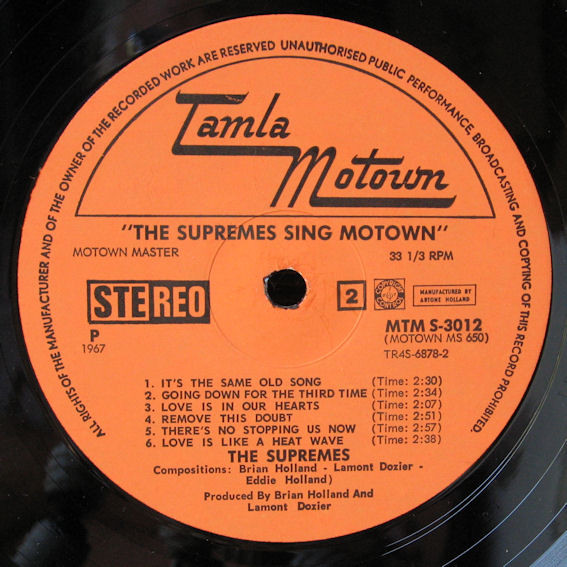 ALL RIGHTS OF THE MANUFACTURER AND OF THE OWNER OF THE RECORDED WORK ARE RESERVED UNAUTHORISED PUBLIC PERFORMANCE, BROADCASTING AND COPYING OF THIS RECORD PROHIBITED.
Tamla
Motown
"THE SUPREMES SING MOTOWN"
MOTOWN MASTER
33 1/3 RPM
STEREO
2
MANUFACTURED BY
ARTONE HOLLAND
P
1967
MTM S-3012
(MOTOWN MS 650)
TR4S-6878-2
1. IT'S THE SAME OLD SONG (Time: 2:30)
2. GOING DOWN FOR THE THIRD TIME (Time: 2:34)
3. LOVE IS IN OUR HEARTS (Time: 2:07)
4. REMOVE THIS DOUBT (Time: 2:51)
5. THERE'S NO STOPPING US NOW (Time: 2:57)
6. LOVE IS LIKE A HEAT WAVE (Time: 2:38)
THE SUPREMES
Compositions: Brian Holland - Lamont Dozier -
Eddie Holland)
Produced By Brian Holland And
Lamont Dozier